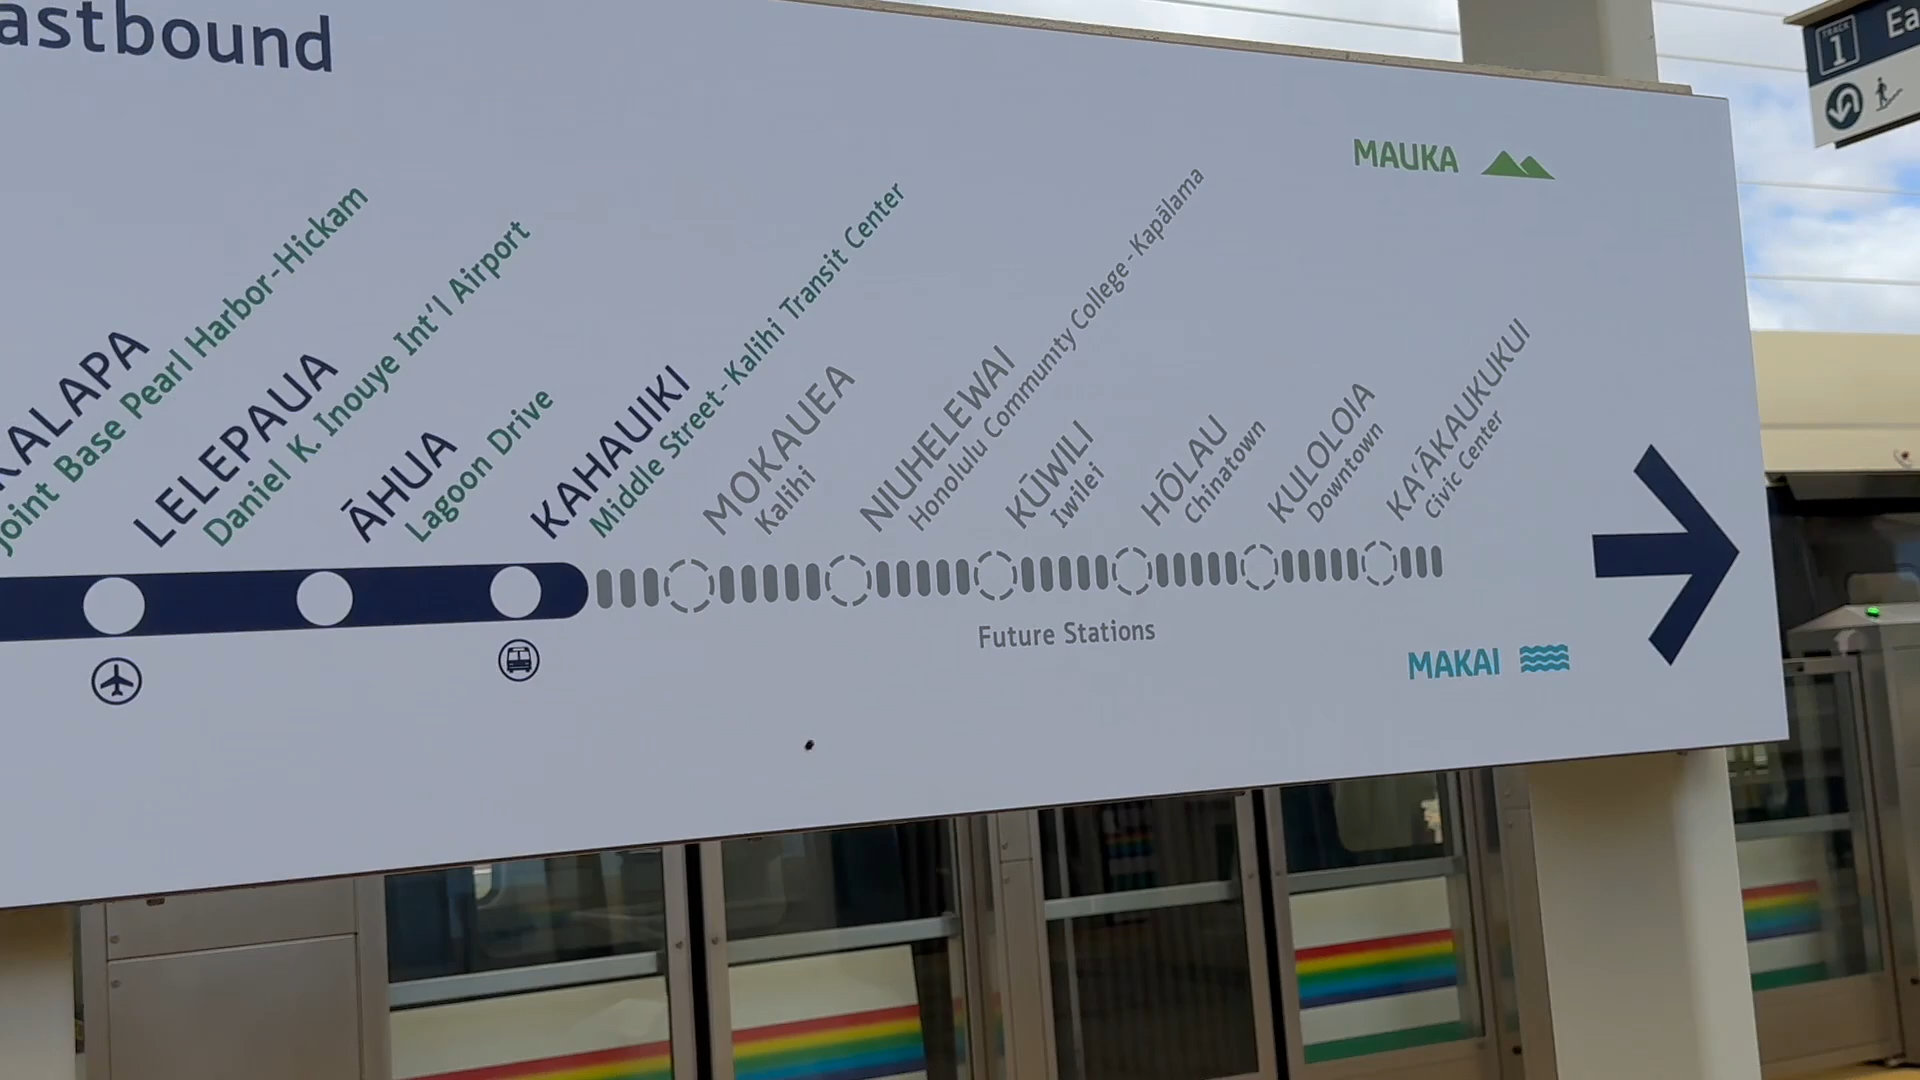 astbound
TRACK
1
Ea
MAUKA
KALAPA
Joint Base Pearl Harbor-Hickam
LELEPAUA
Daniel K. Inouye Int'l Airport
ĀHUA
Lagoon Drive
KAHAUIKI
Middle Street-Kalihi Transit Center
MOKAUEA
Kalihi
NIUHELEWAI
Honolulu Community College-Kapālama
KŪWILI
Iwilei
HŌLAU
Chinatown
KULOLOIA
Downtown
KAʻĀKAUKUKUI
Civic Center
Future Stations
MAKAI